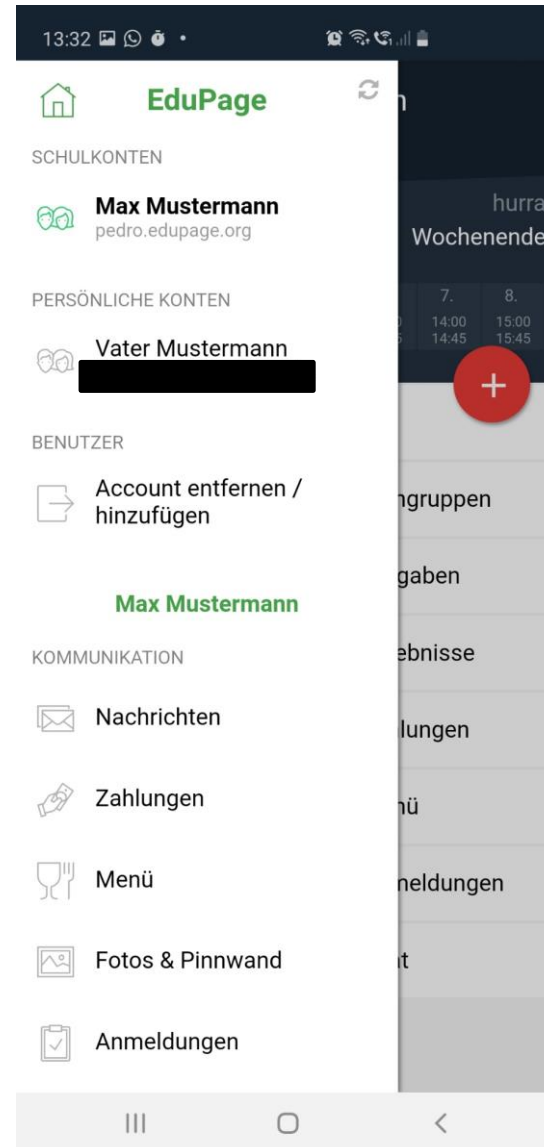 13:32
EduPage
SCHULKONTEN
Max Mustermann
pedro.edupage.org
PERSÖNLICHE KONTEN
Vater Mustermann
BENUTZER
Account entfernen /
hinzufügen
Max Mustermann
KOMMUNIKATION
Nachrichten
Zahlungen
Menü
Fotos & Pinnwand
Anmeldungen
n
hurra
Wochenende
7. 8.
14:00 15:00
14:45 15:45
+
ngruppen
gaben
ebnisse
lungen
nü
meldungen